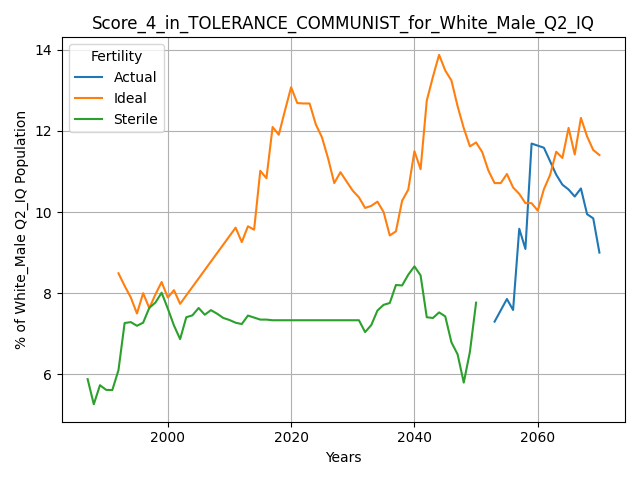 Score_4_in_TOLERANCE_COMMUNIST_for_White_Male_Q2_IQ
Fertility
Actual
Ideal
Sterile
% of White_Male Q2_IQ Population
14
12
10
8
6
2000 2020 2040 2060
Years